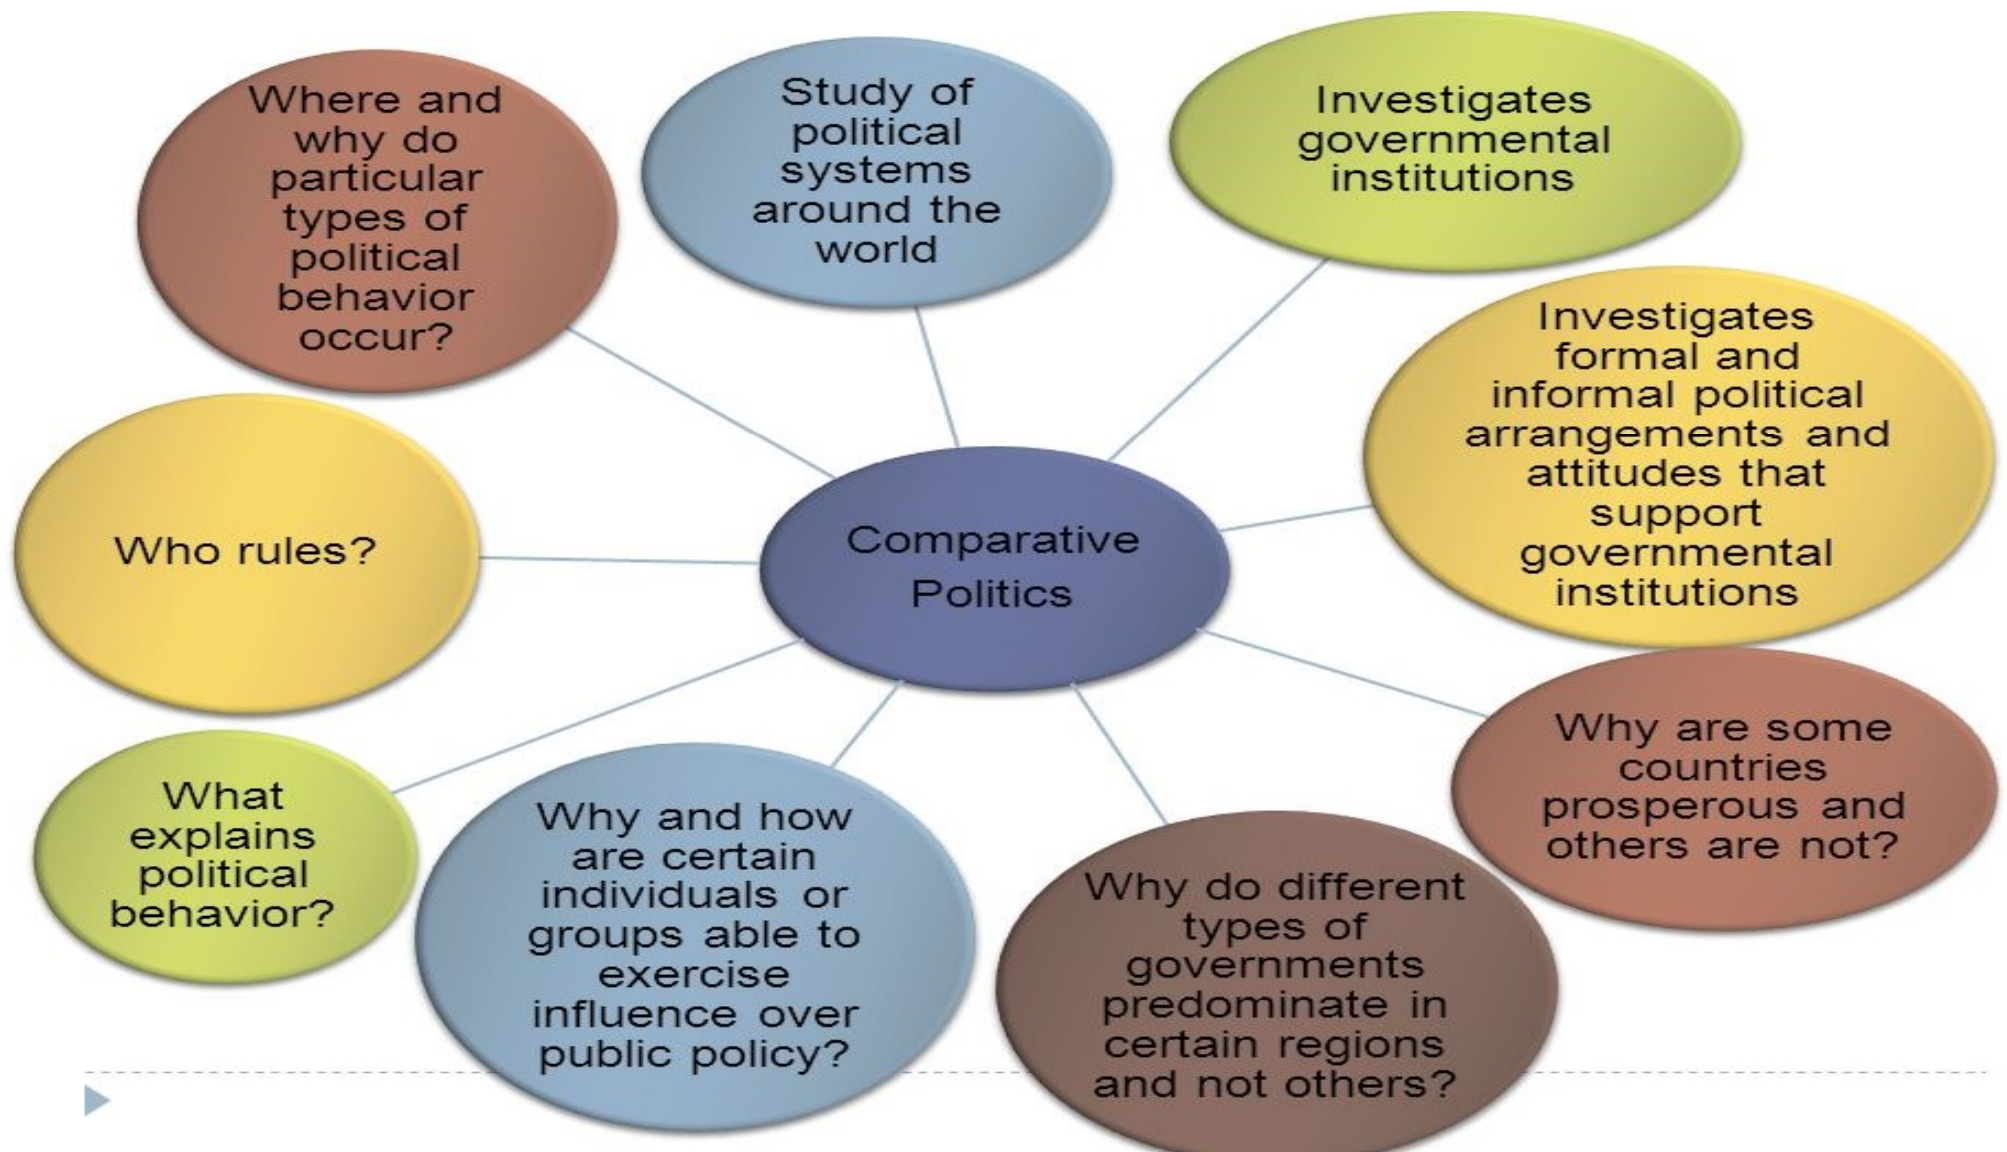 Where and
why do
particular
types of
political
behavior
occur?
Study of
political
systems
around the
world
Investigates
governmental
institutions
Investigates
formal and
informal political
arrangements and
attitudes that
support
governmental
institutions
Who rules?
Comparative
Politics
Why are some
countries
prosperous and
others are not?
What
explains
political
behavior?
Why and how
are certain
individuals or
groups able to
exercise
influence over
public policy?
Why do different
types of
governments
predominate in
certain regions
and not others?